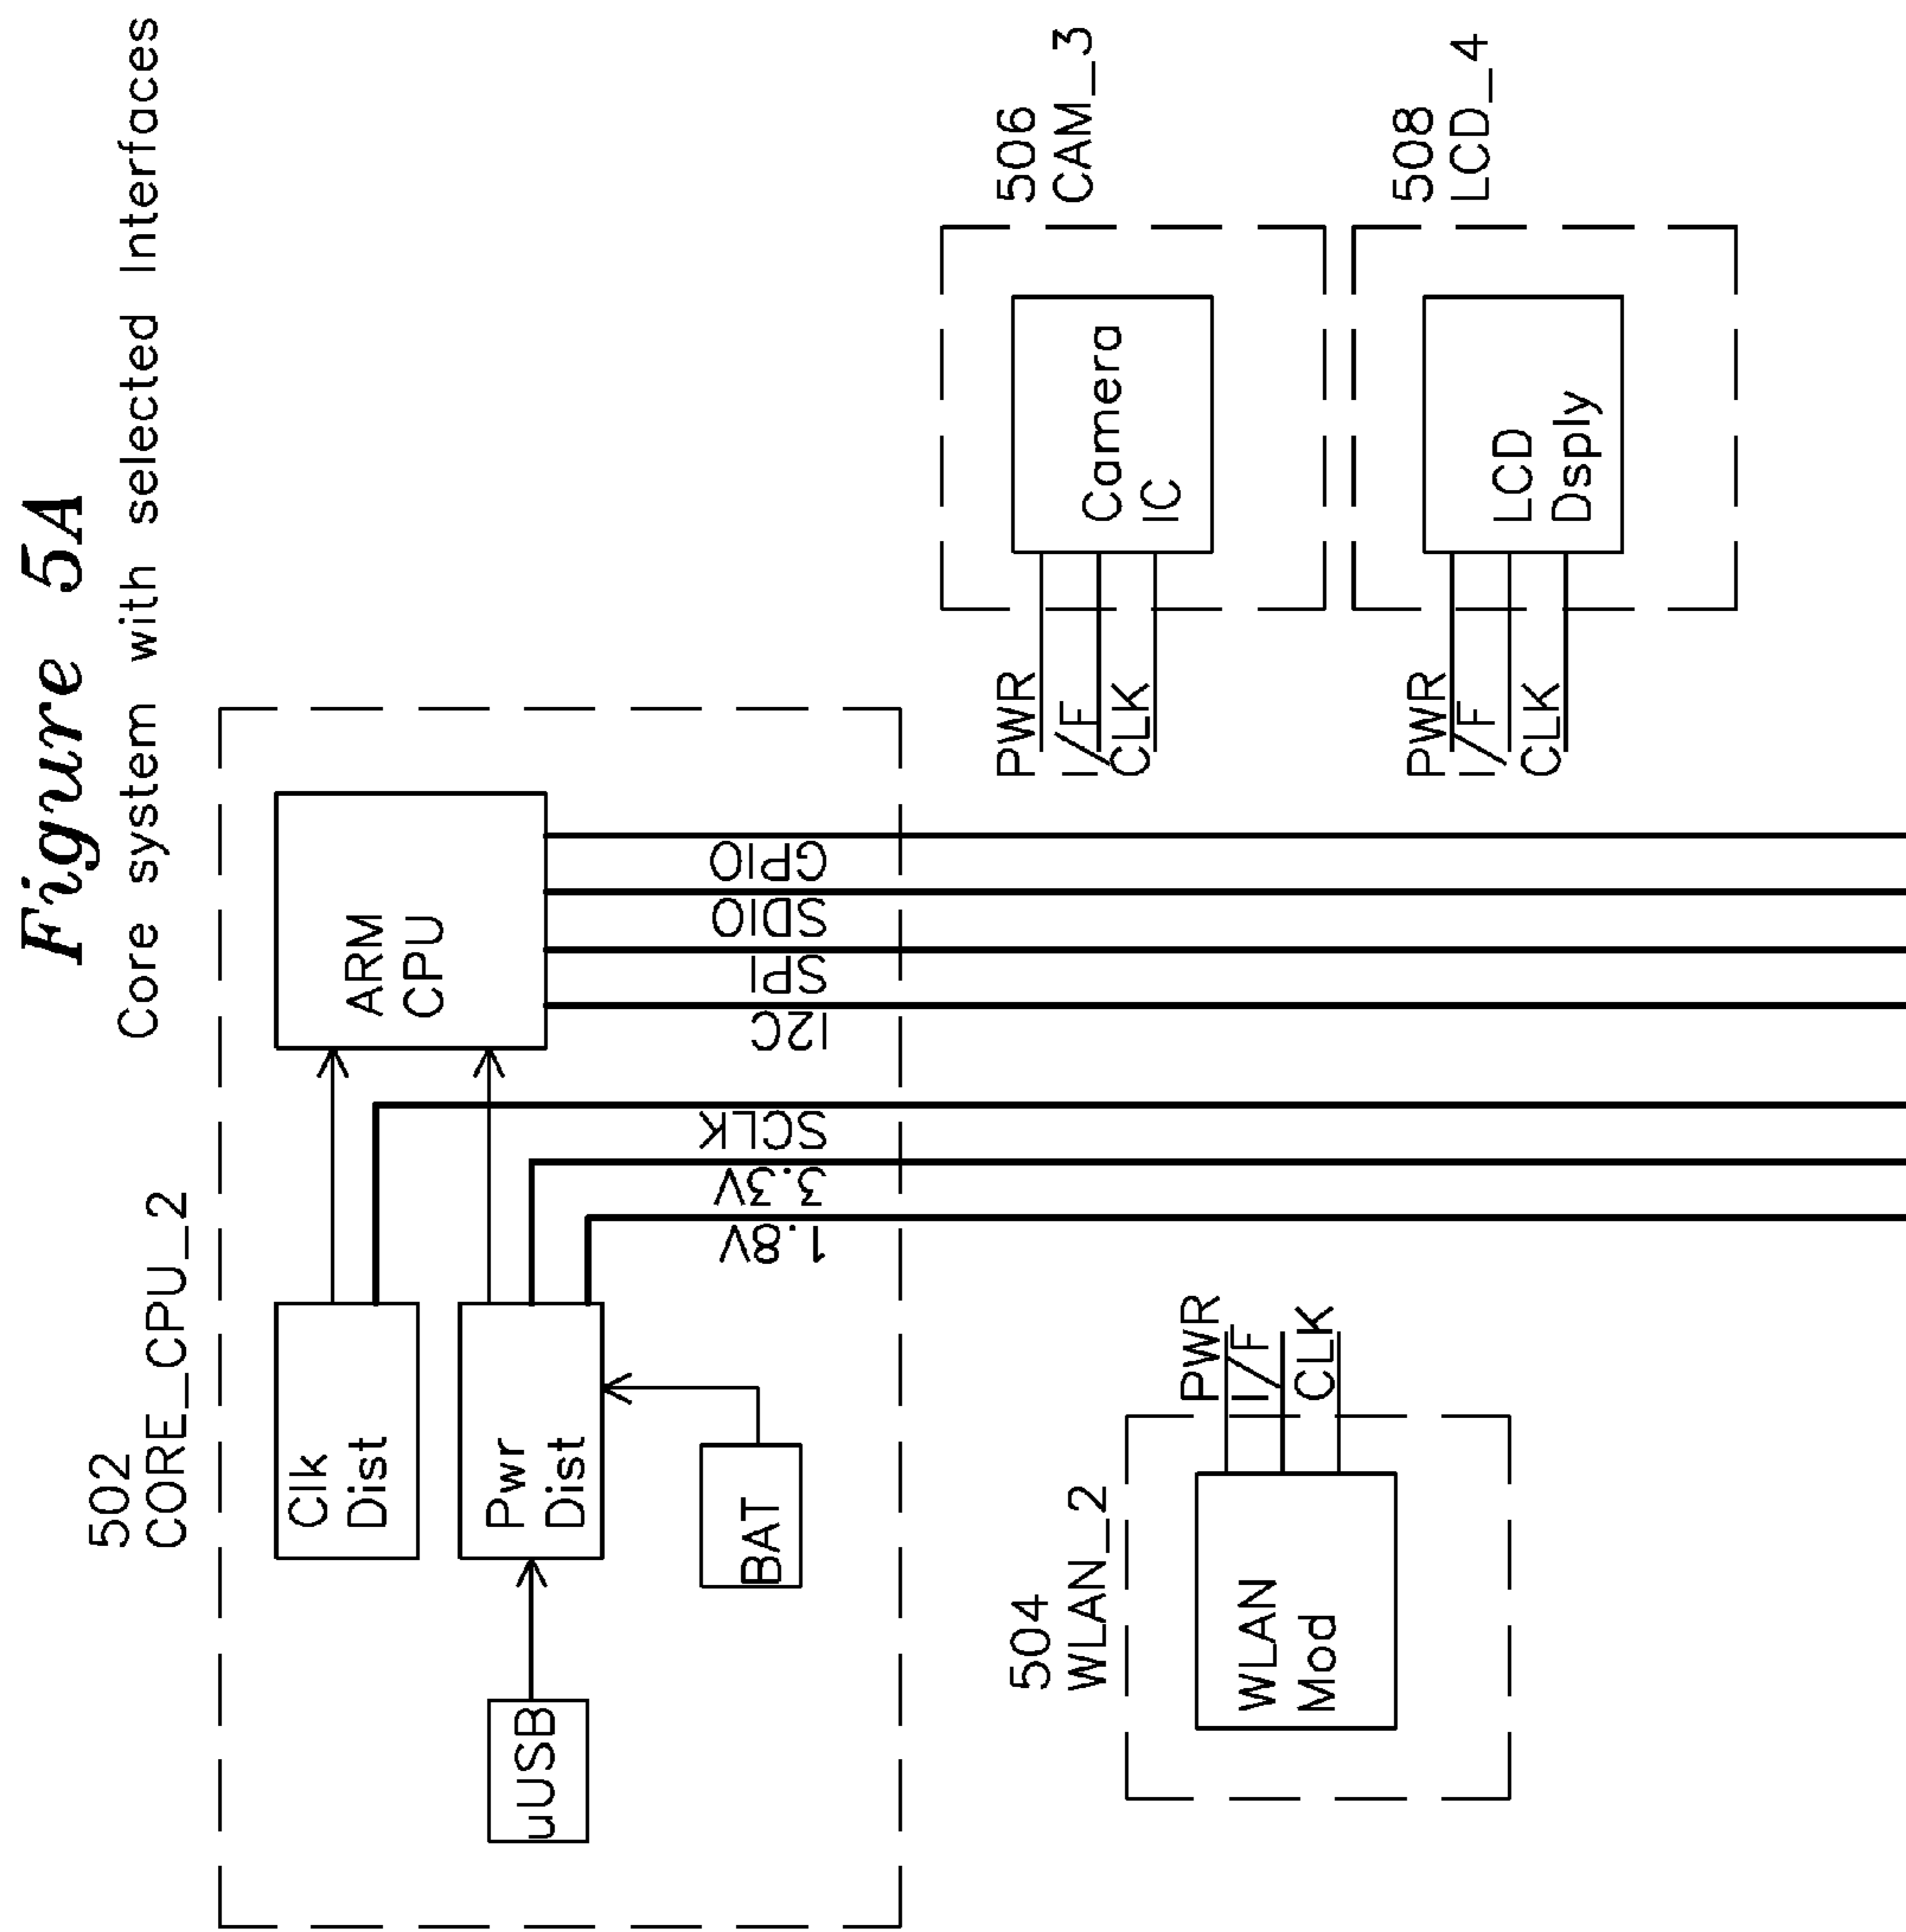 Figure 5A
Core system with selected Interfaces
502
CORE_CPU_2
Clk
Dist
ARM
CPU
uUSB
Pwr
Dist
BAT
1.8V
3.3V
SCLK
I2C
SPI
SDIO
GPIO
504
WLAN_2
WLAN
Mod
PWR
I/F
CLK
506
CAM_3
PWR
I/F
CLK
Camera
IC
508
LCD_4
PWR
I/F
CLK
LCD
Dsply